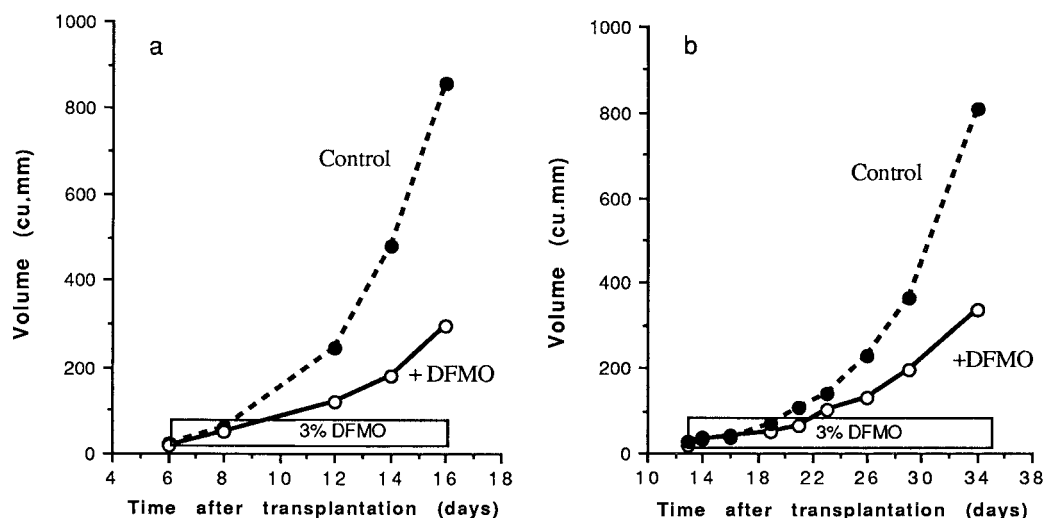 a
1000
800
600
400
200
0
Volume (cu.mm)
Control
+ DFMO
3% DFMO
4 6 8 10 12 14 16 18
Time after transplantation (days)
b
1000
800
600
400
200
0
Volume (cu.mm)
Control
+DFMO
3% DFMO
10 14 18 22 26 30 34 38
Time after transplantation (days)